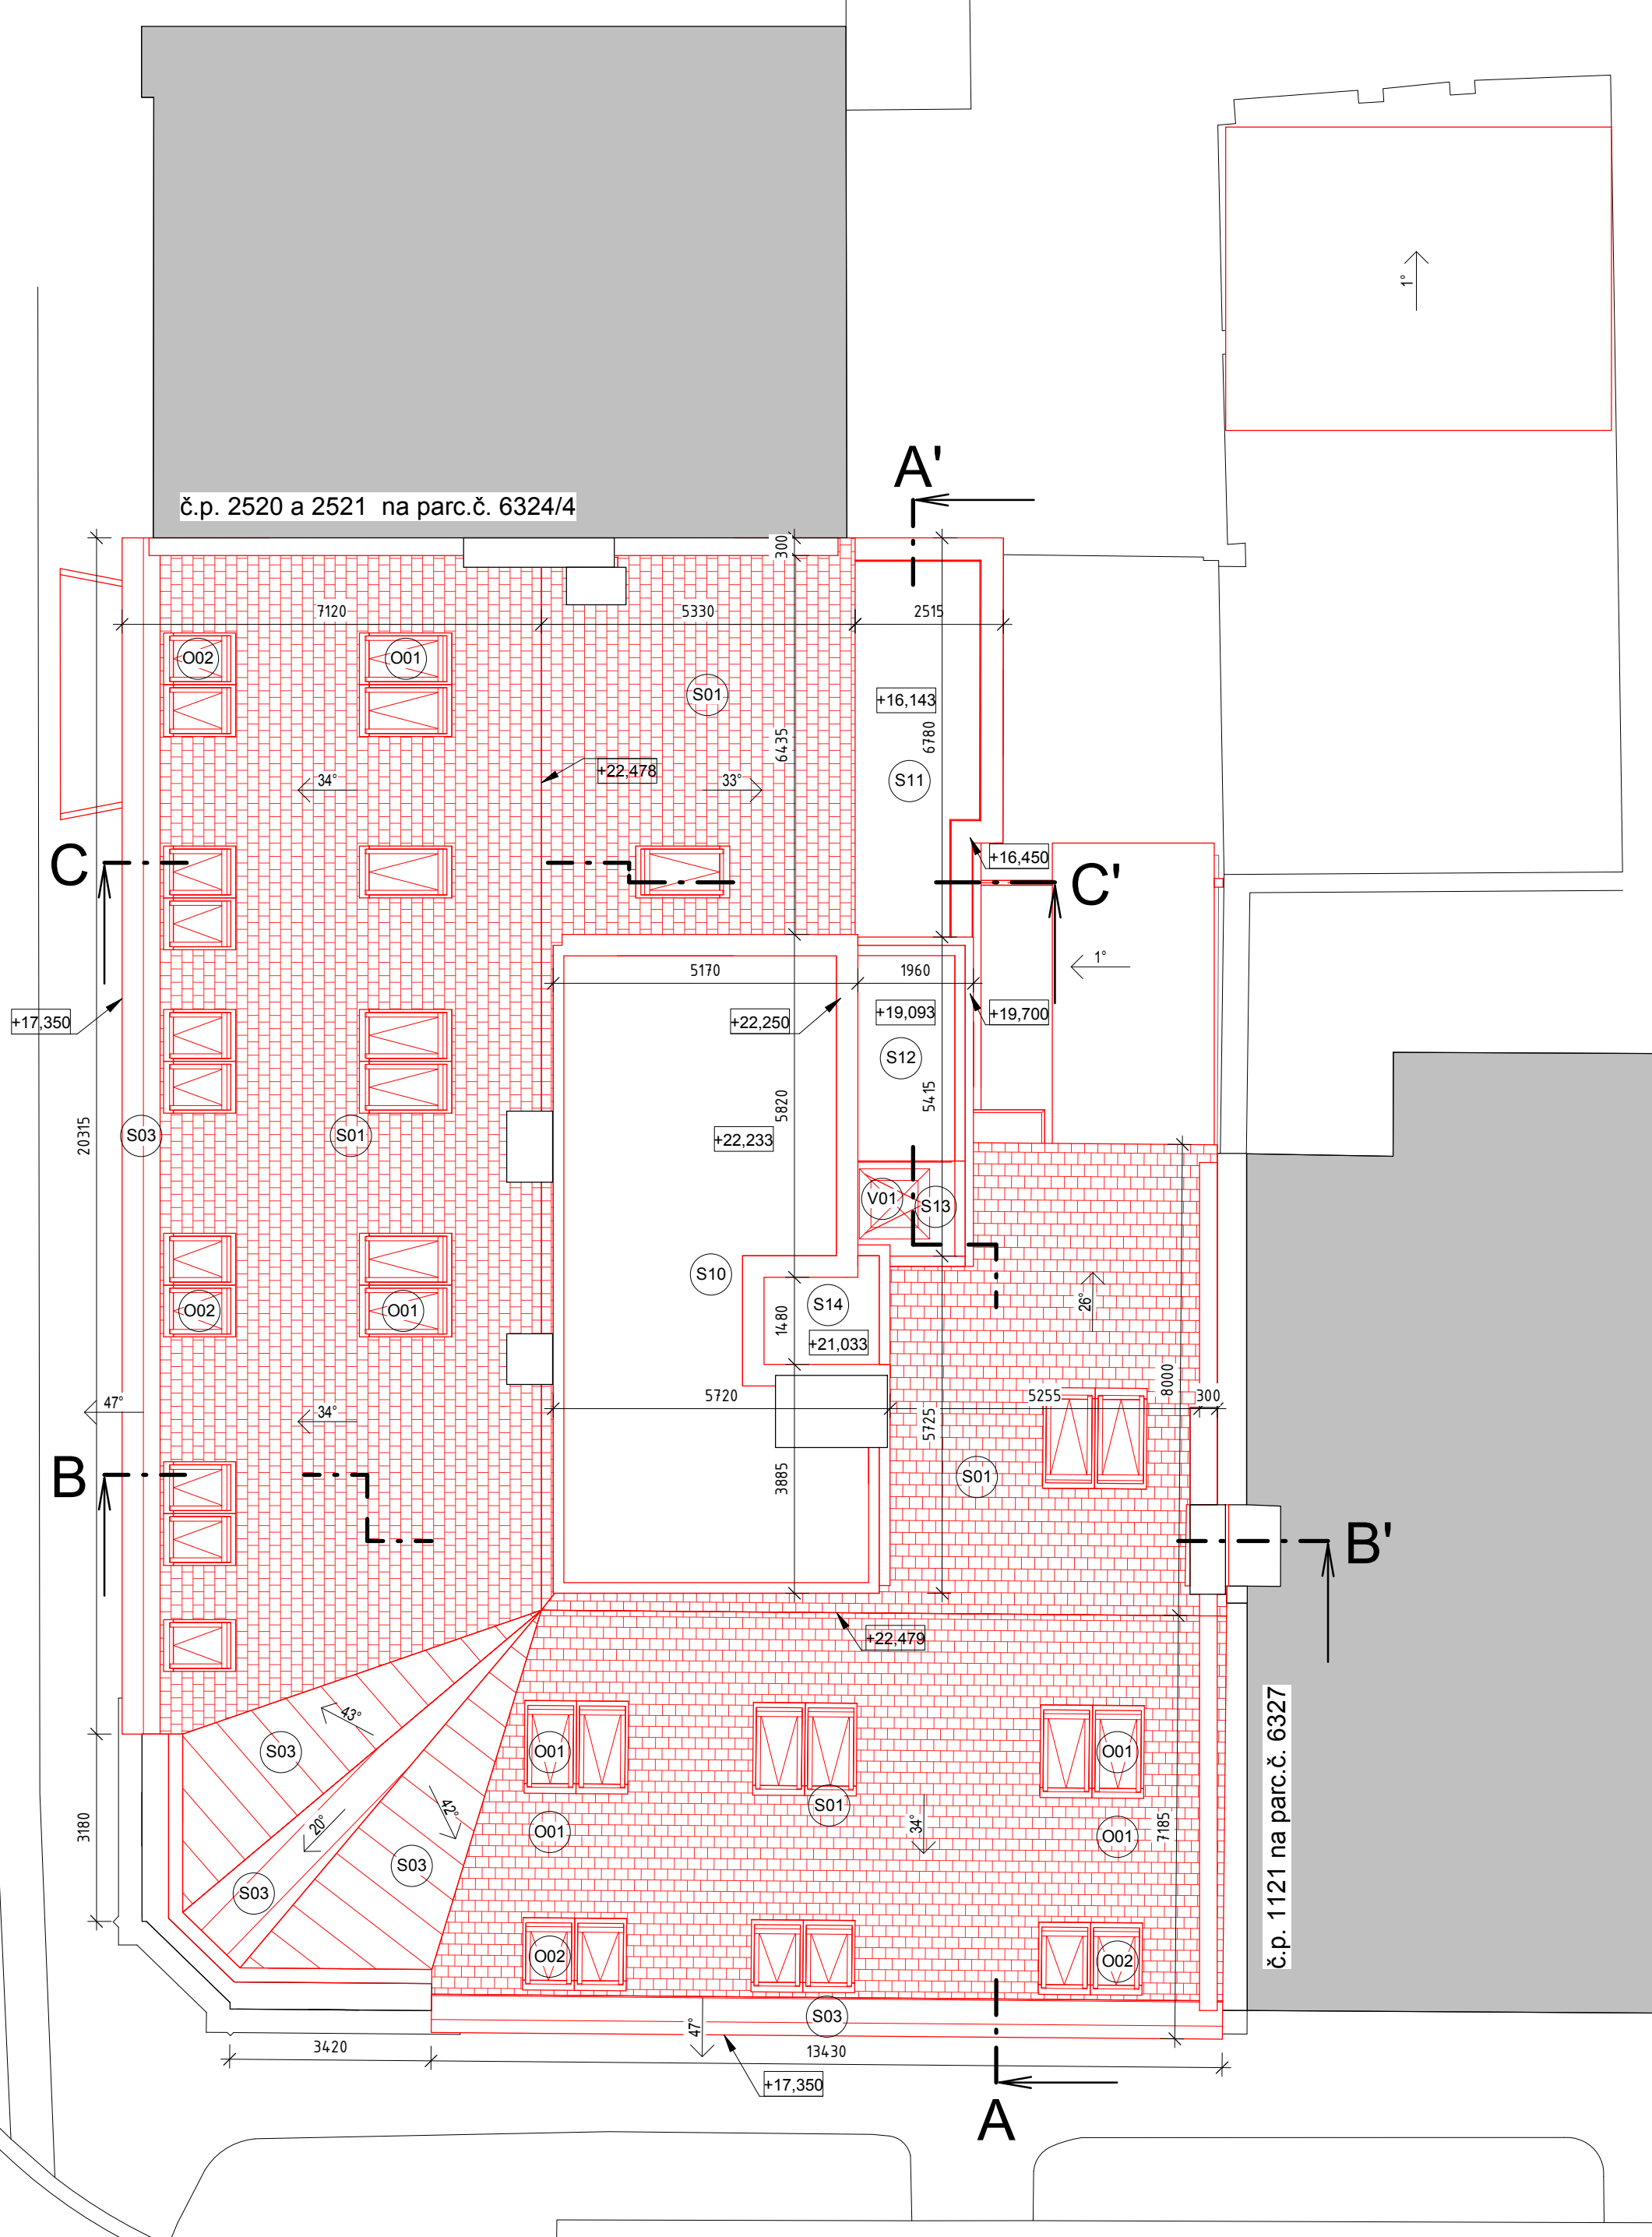 1°
A'
č.p. 2520 a 2521 na parc.č. 6324/4
300
7120
5330
2515
O02
O01
S01
+16,143
6435
6780
+22,478
S11
34°
33°
C
+16,450
C'
1°
5170
1960
+17,350
+22,250
+19,093
+19,700
S12
5820
5415
20315
S03
S01
+22,233
V01
S13
S10
26°
O02
O01
S14
1480
+21,033
8000
47°
34°
5720
5255
300
5725
B
3885
S01
B'
+22,479
43°
S03
O01
O01
č.p. 1121 na parc.č. 6327
3180
20°
42°
S01
O01
34°
7185
O01
S03
S03
O02
O02
47°
S03
3420
13430
+17,350
A